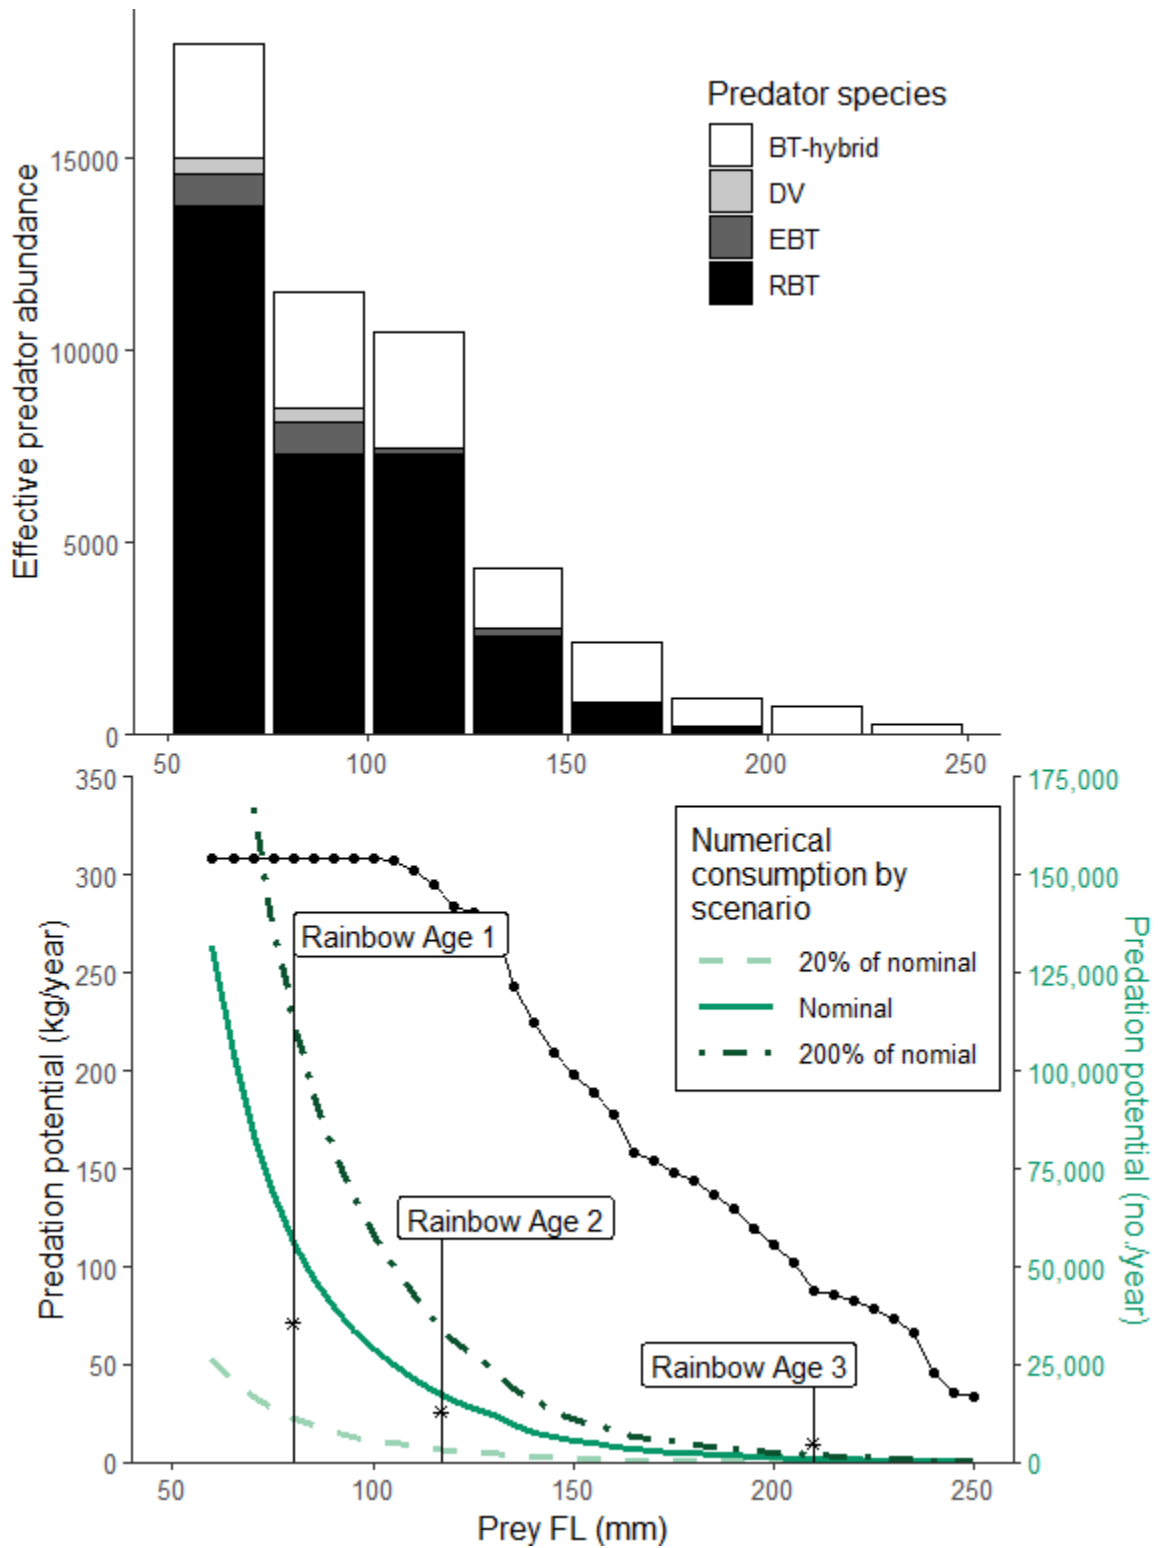 Predator species
BT-hybrid
DV
EBT
RBT
Effective predator abundance
15000
10000
5000
0
50
100
150
200
250
Predation potential (kg/year)
350
300
250
200
150
100
50
0
Rainbow Age 1
Rainbow Age 2
Rainbow Age 3
Numerical
consumption by
scenario
20% of nominal
Nominal
200% of nomial
175,000
150,000
125,000
100,000
75,000
50,000
25,000
0
Predation potential (no./year)
50
100
150
200
250
Prey FL (mm)